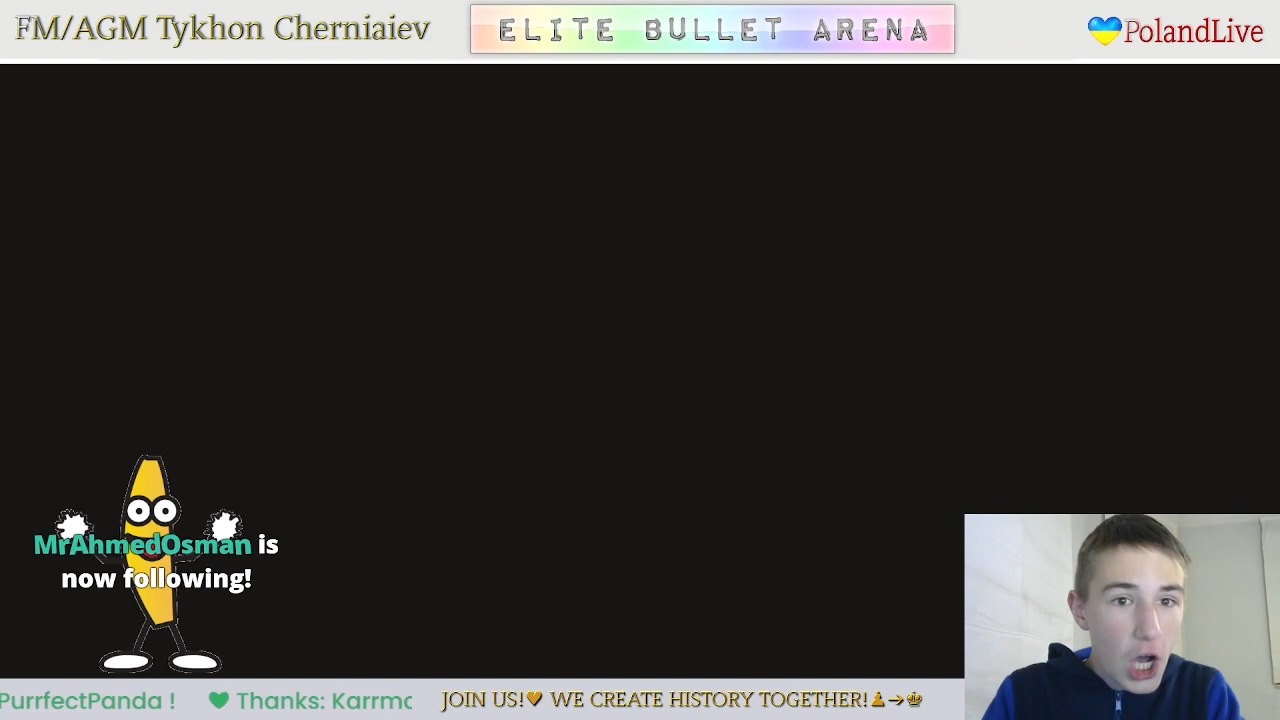 FM/AGM Tykhon Cherniaiev
ELITE BULLET ARENA
PolandLive
MrAhmedOsman is
now following!
PurrfectPanda !
Thanks: Karrmo
JOIN US! WE CREATE HISTORY TOGETHER!